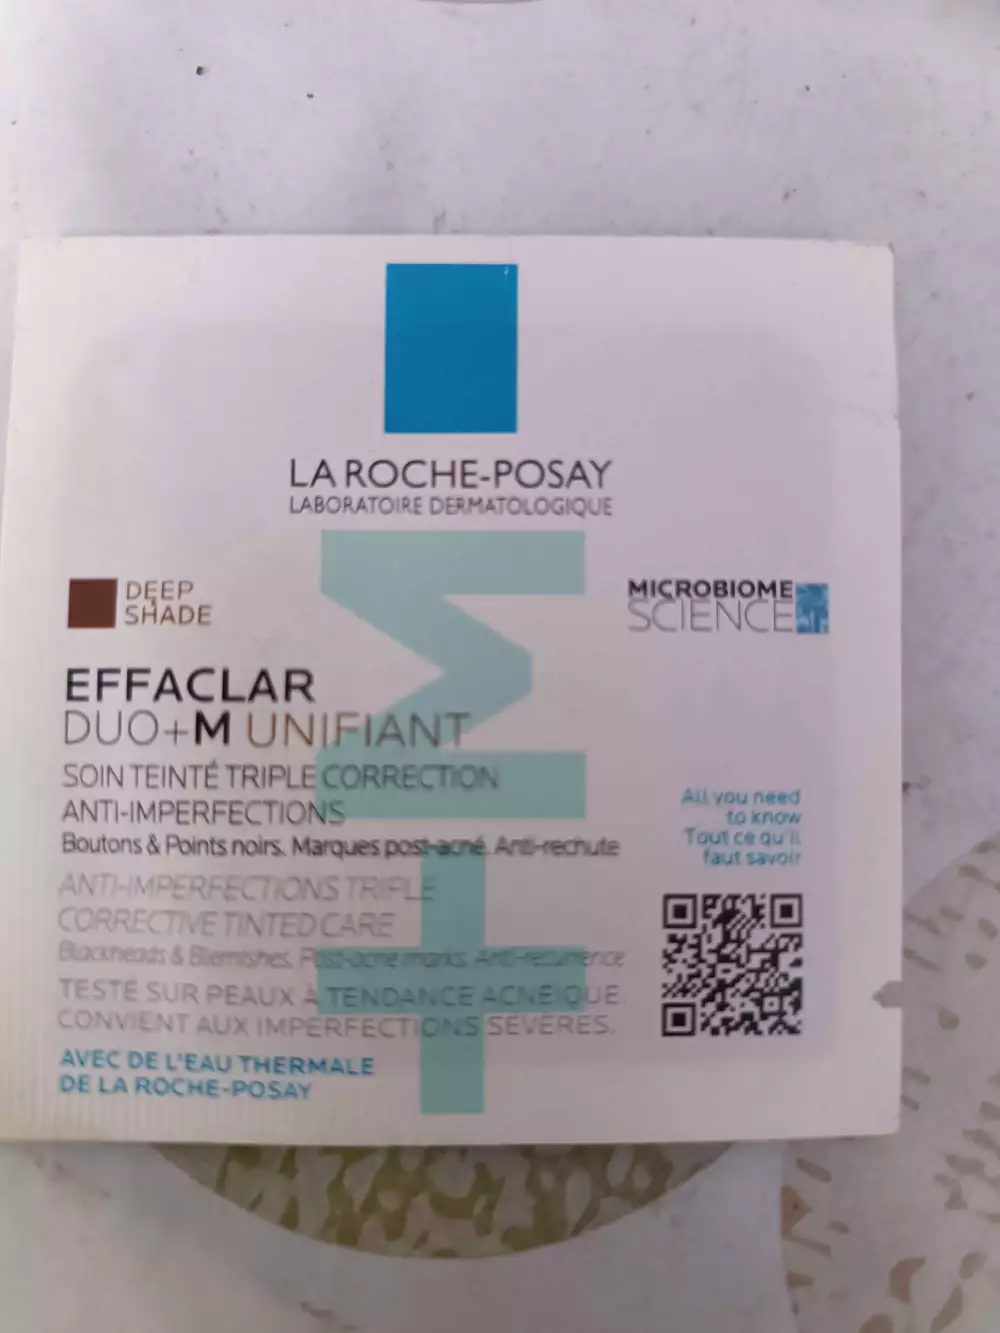 LA ROCHE-POSAY
LABORATOIRE DERMATOLOGIQUE
+M
DEEP
SHADE
MICROBIOME
SCIENCE
EFFACLAR
DUO+M UNIFIANT
SOIN TEINTÉ TRIPLE CORRECTION
ANTI-IMPERFECTIONS
Boutons & Points noirs. Marques post-acné. Anti-rechute
ANTI-IMPERFECTIONS TRIPLE
CORRECTIVE TINTED CARE
Blackheads & Blemishes. Post-acne marks. Anti-recurrence
TESTÉ SUR PEAUX À TENDANCE ACNÉIQUE.
CONVIENT AUX IMPERFECTIONS SÉVÈRES.
AVEC DE L'EAU THERMALE
DE LA ROCHE-POSAY
All you need
to know
Tout ce qu'il
faut savoir